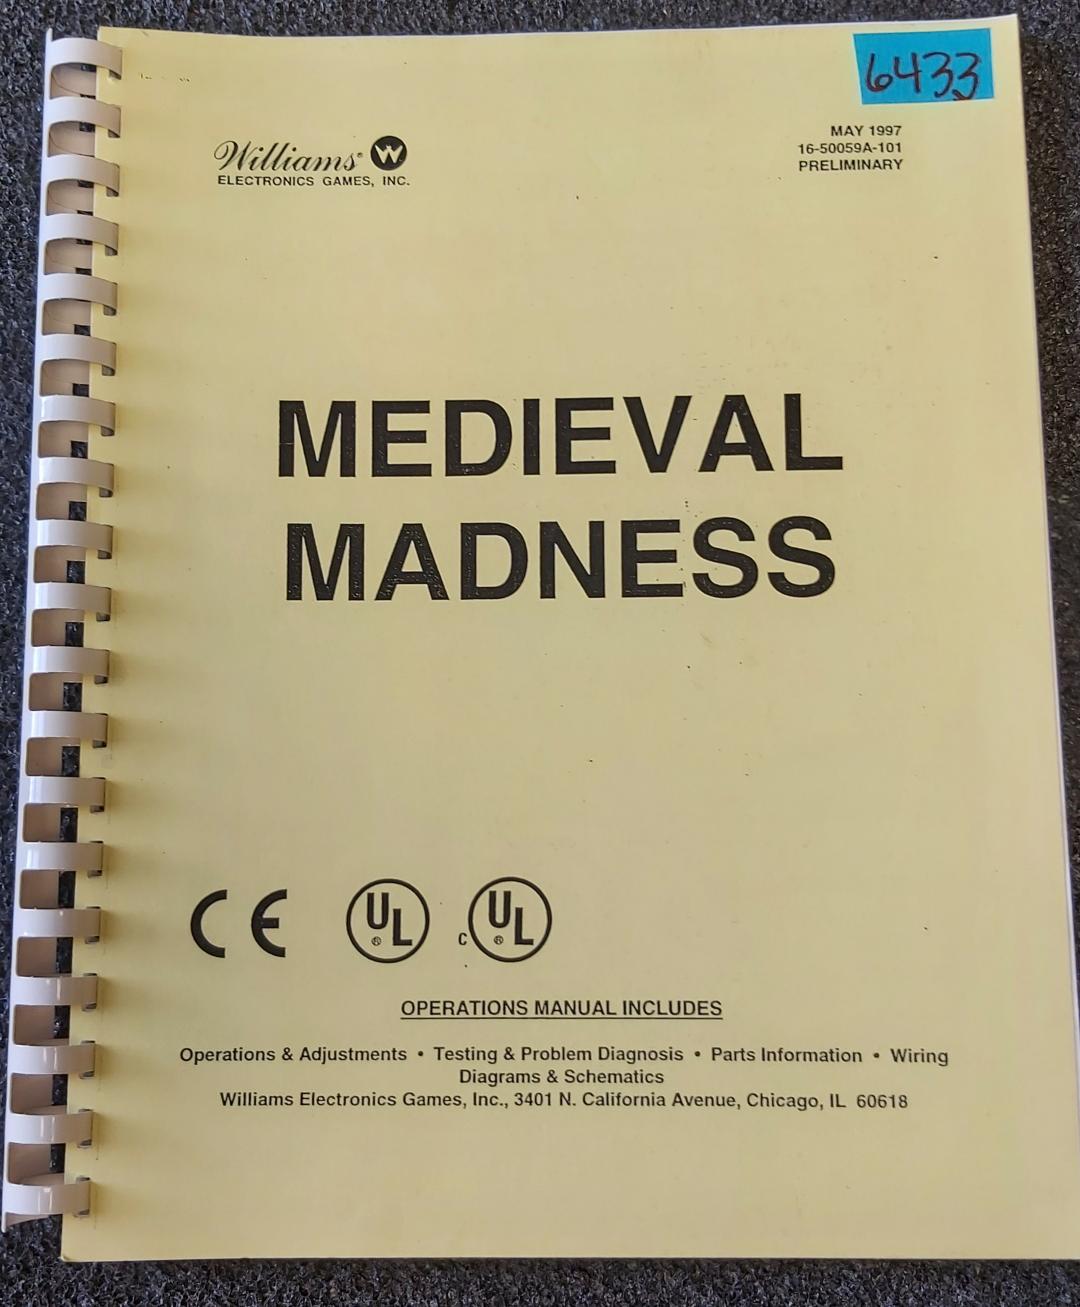 6433
Williams® W
ELECTRONICS GAMES, INC.
MAY 1997
16-50059A-101
PRELIMINARY
MEDIEVAL
MADNESS
CE UL® c UL®
OPERATIONS MANUAL INCLUDES
Operations & Adjustments • Testing & Problem Diagnosis • Parts Information • Wiring
Diagrams & Schematics
Williams Electronics Games, Inc., 3401 N. California Avenue, Chicago, IL 60618